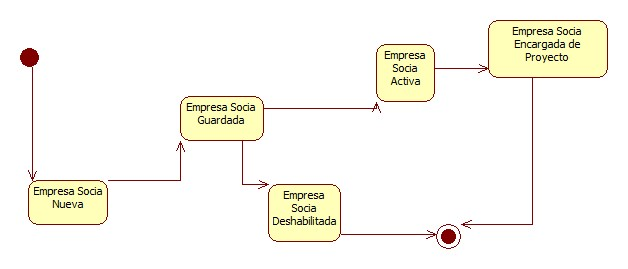 Empresa Socia
Encargada de
Proyecto
Empresa
Socia
Activa
Empresa Socia
Guardada
Empresa Socia
Nueva
Empresa
Socia
Deshabilitada